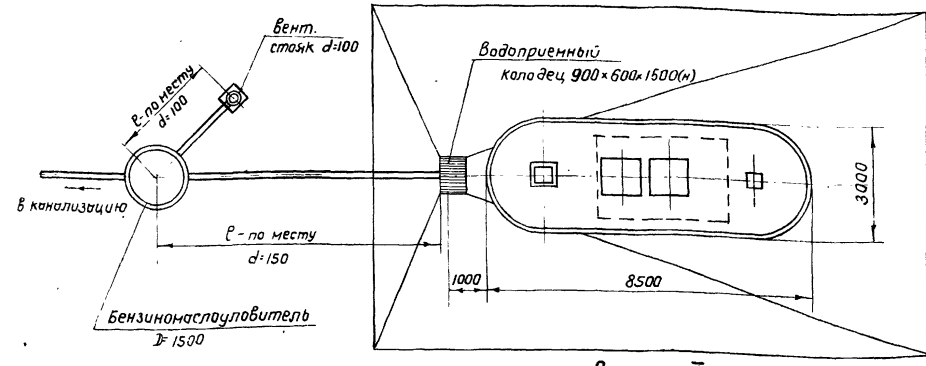 Вент.
стояк d=100
Водоприемный
колодец 900×600×1500(н)
ℓ-по месту
d=100
3000
в канализацию
ℓ-по месту
d=150
1000
8500
Бензиномаслоуловитель
D=1500